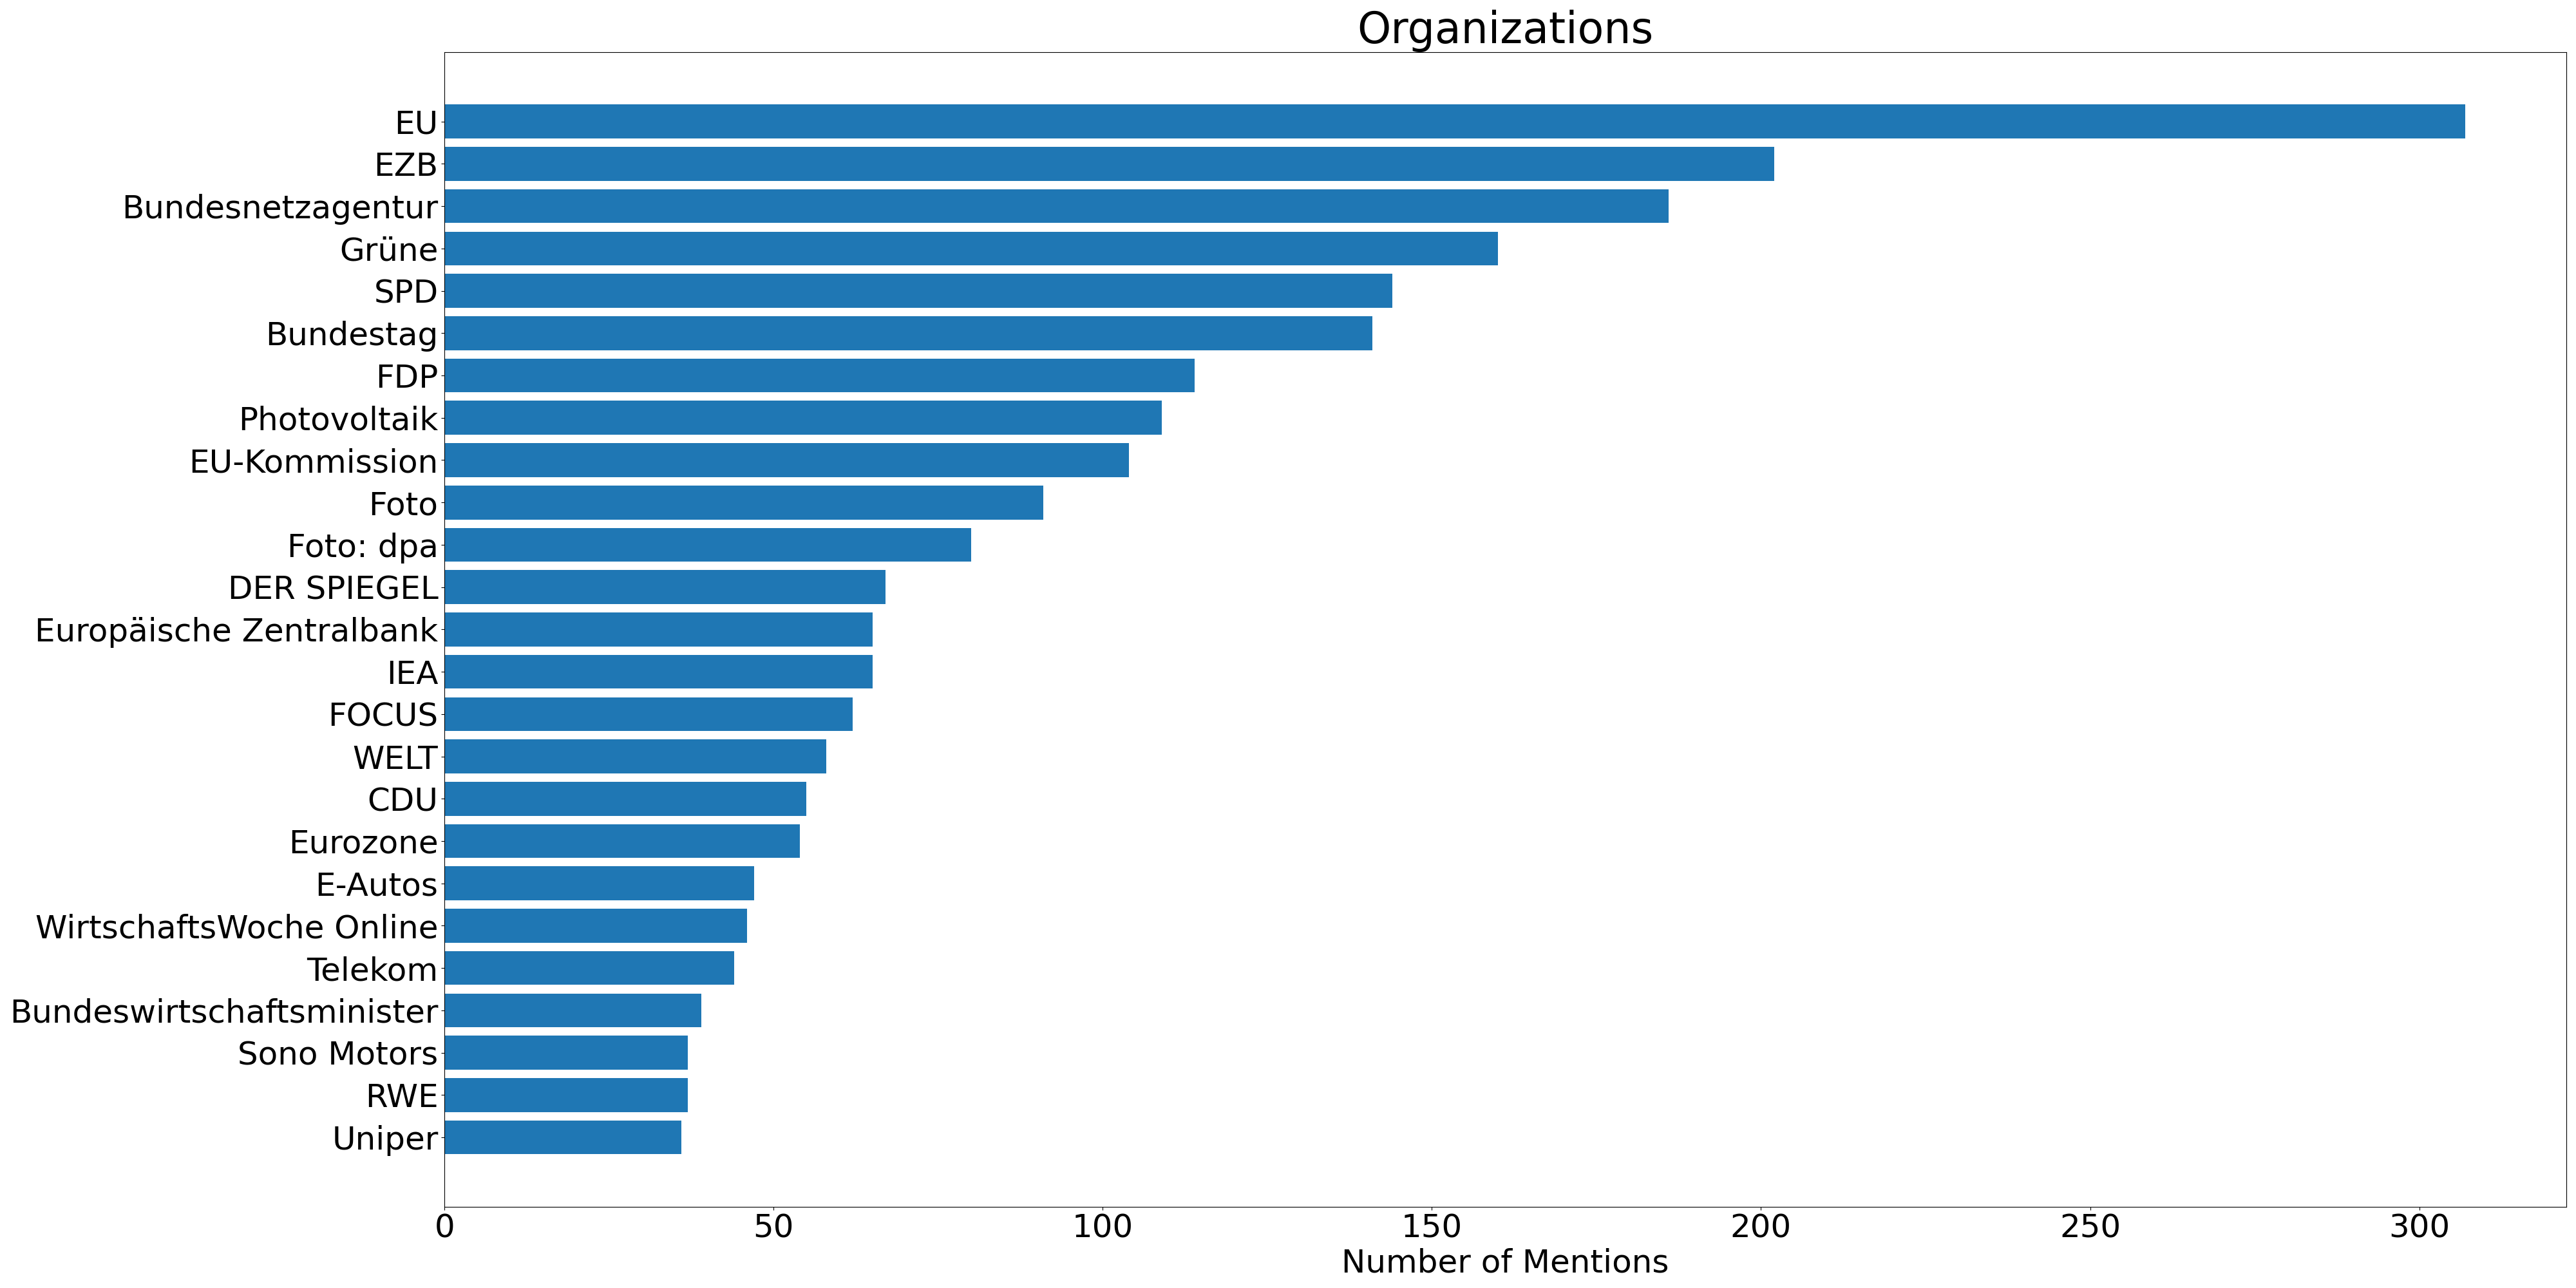 Organizations
EU
EZB
Bundesnetzagentur
Grüne
SPD
Bundestag
FDP
Photovoltaik
EU-Kommission
Foto
Foto: dpa
DER SPIEGEL
Europäische Zentralbank
IEA
FOCUS
WELT
CDU
Eurozone
E-Autos
WirtschaftsWoche Online
Telekom
Bundeswirtschaftsminister
Sono Motors
RWE
Uniper
0 50 100 150 200 250 300
Number of Mentions